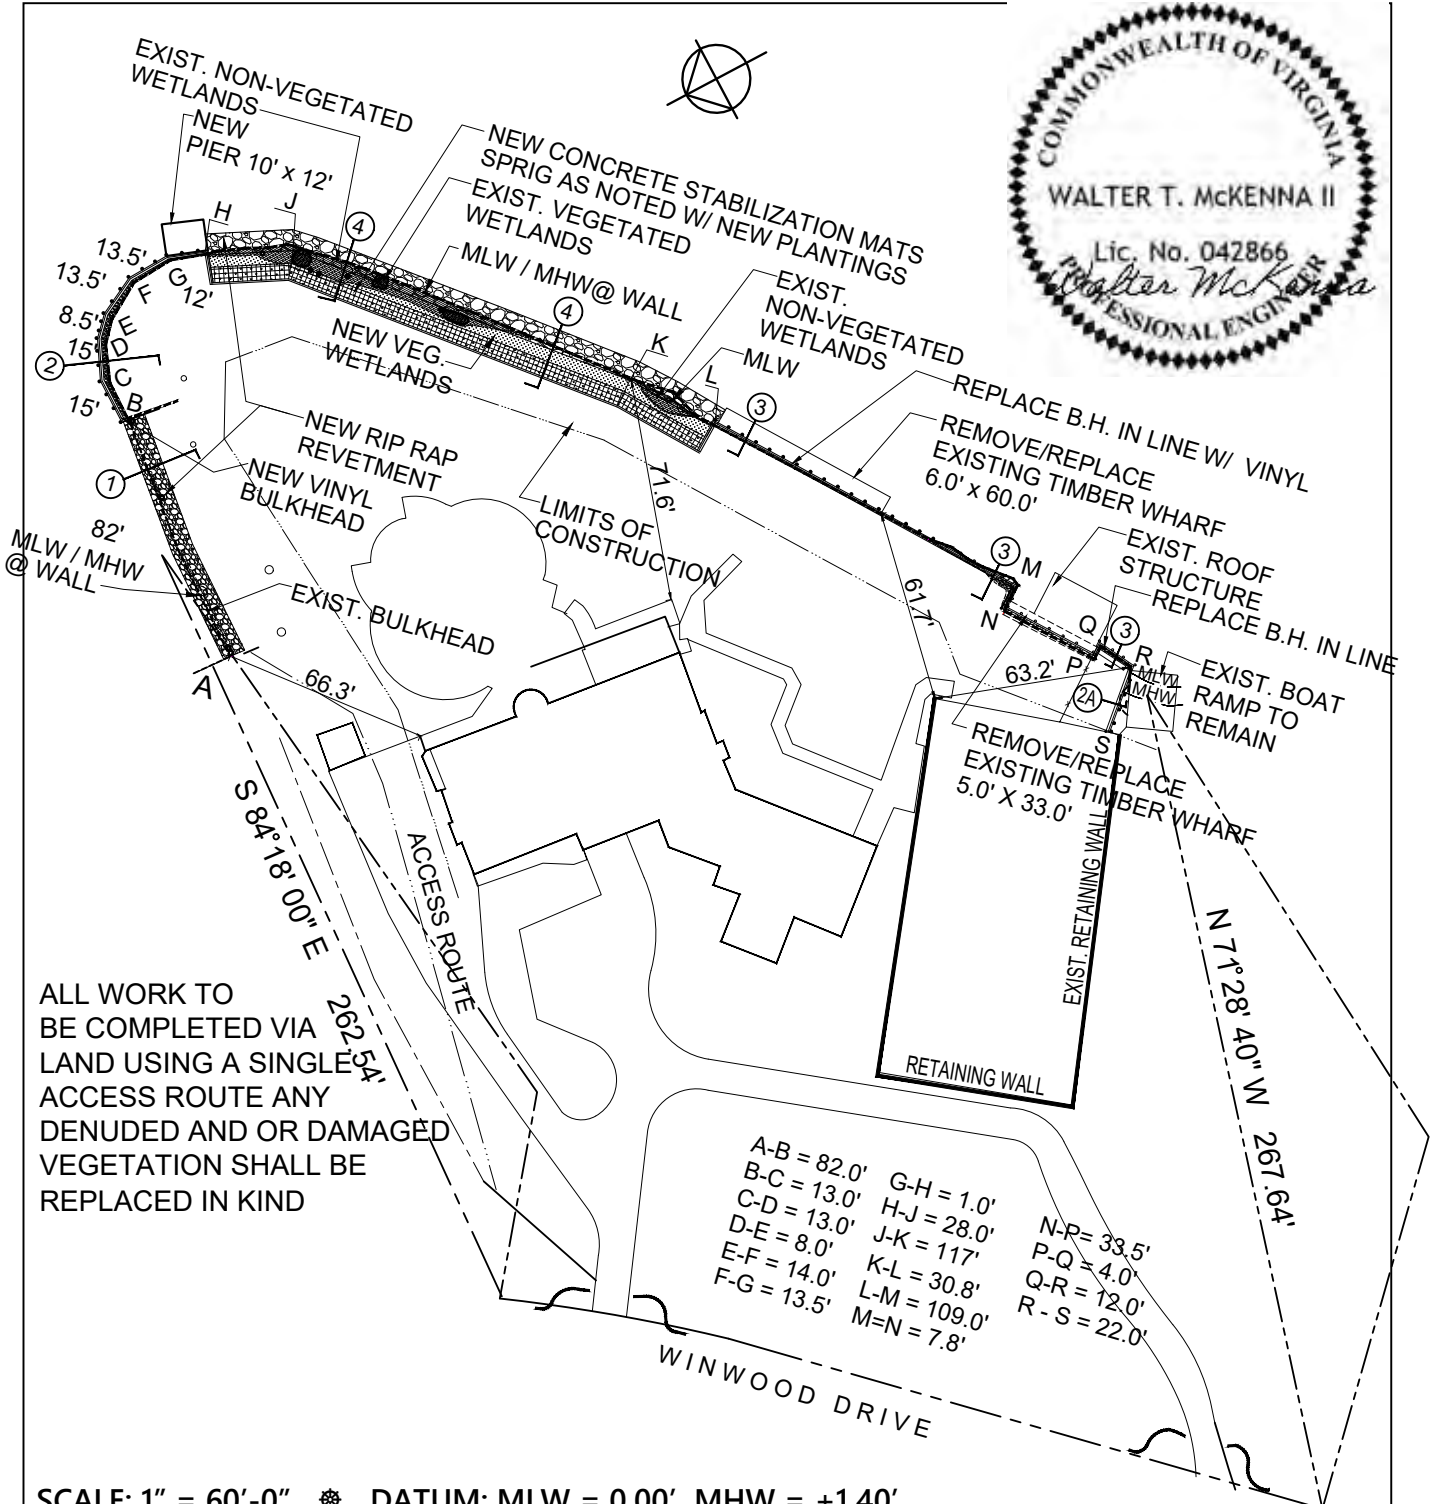 EXIST. NON-VEGETATED
WETLANDS
NEW
PIER 10' x 12'
NEW CONCRETE STABILIZATION MATS
SPRIG AS NOTED W/ NEW PLANTINGS
EXIST. VEGETATED
WETLANDS
MLW / MHW@ WALL
EXIST.
NON-VEGETATED
WETLANDS
MLW
COMMONWEALTH OF VIRGINIA
WALTER T. McKENNA II
Lic. No. 042866
Walter McKenna
PROFESSIONAL ENGINEER
REPLACE B.H. IN LINE W/ VINYL
REMOVE/REPLACE
EXISTING TIMBER WHARF
6.0' x 60.0'
EXIST. ROOF
STRUCTURE
REPLACE B.H. IN LINE
EXIST. BOAT
RAMP TO
REMAIN
H
J
4
4
K
L
3
3
M
N
Q
3
R
P
MLW
MHW
2A
S
13.5'
13.5'
G
12'
F
8.5'
E
15'
D
2
C
15'
B
1
82'
MLW / MHW
@ WALL
A
NEW VEG.
WETLANDS
NEW RIP RAP
REVETMENT
NEW VINYL
BULKHEAD
LIMITS OF
CONSTRUCTION
EXIST. BULKHEAD
71.6'
61.7'
66.3'
63.2'
REMOVE/REPLACE
EXISTING TIMBER WHARF
5.0' X 33.0'
S 84°18' 00" E 262.54'
ACCESS ROUTE
EXIST. RETAINING WALL
RETAINING WALL
N 71°28' 40" W 267.64'
ALL WORK TO
BE COMPLETED VIA
LAND USING A SINGLE
ACCESS ROUTE ANY
DENUDED AND OR DAMAGED
VEGETATION SHALL BE
REPLACED IN KIND
A-B = 82.0'
B-C = 13.0'
C-D = 13.0'
D-E = 8.0'
E-F = 14.0'
F-G = 13.5'
G-H = 1.0'
H-J = 28.0'
J-K = 117'
K-L = 30.8'
L-M = 109.0'
M=N = 7.8'
N-P= 33.5'
P-Q = 4.0'
Q-R = 12.0'
R - S = 22.0'
WINWOOD DRIVE
SCALE: 1" = 60'-0" DATUM: MLW = 0.00', MHW = +1.40'